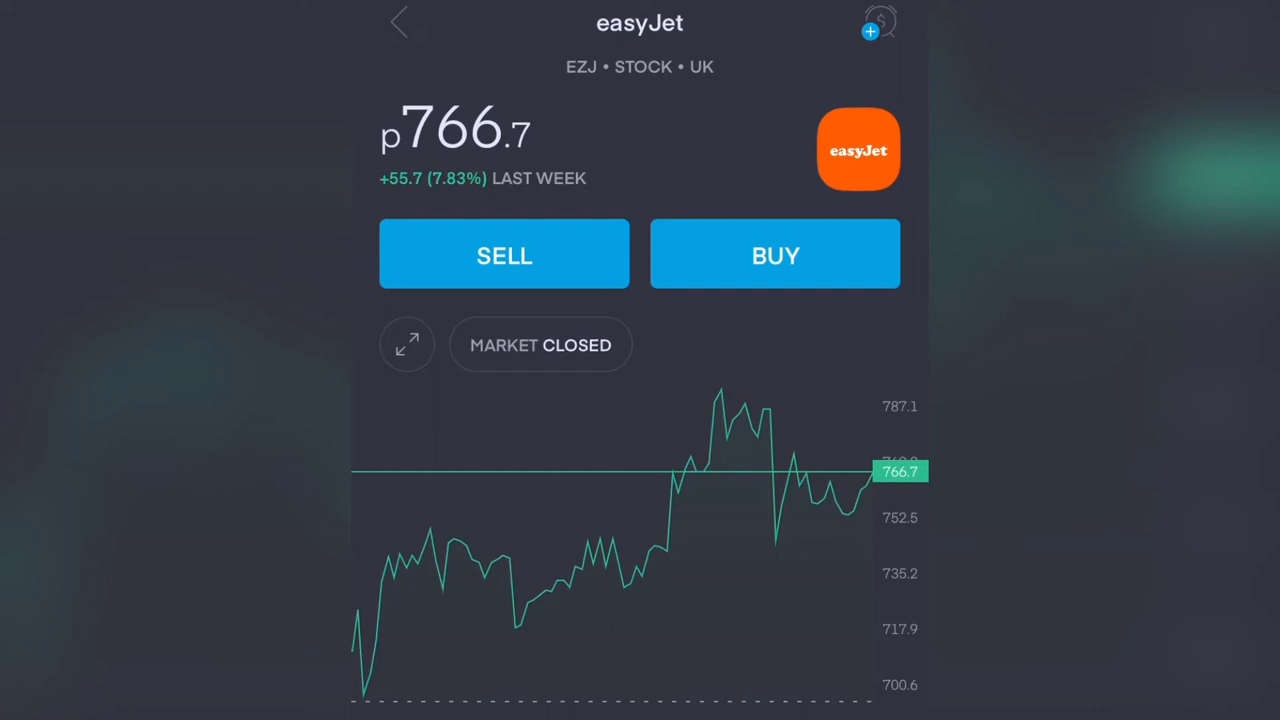 easyJet
EZJ • STOCK • UK
p766.7
easyJet
+55.7 (7.83%) LAST WEEK
SELL
BUY
MARKET CLOSED
787.1
766.7
752.5
735.2
717.9
700.6